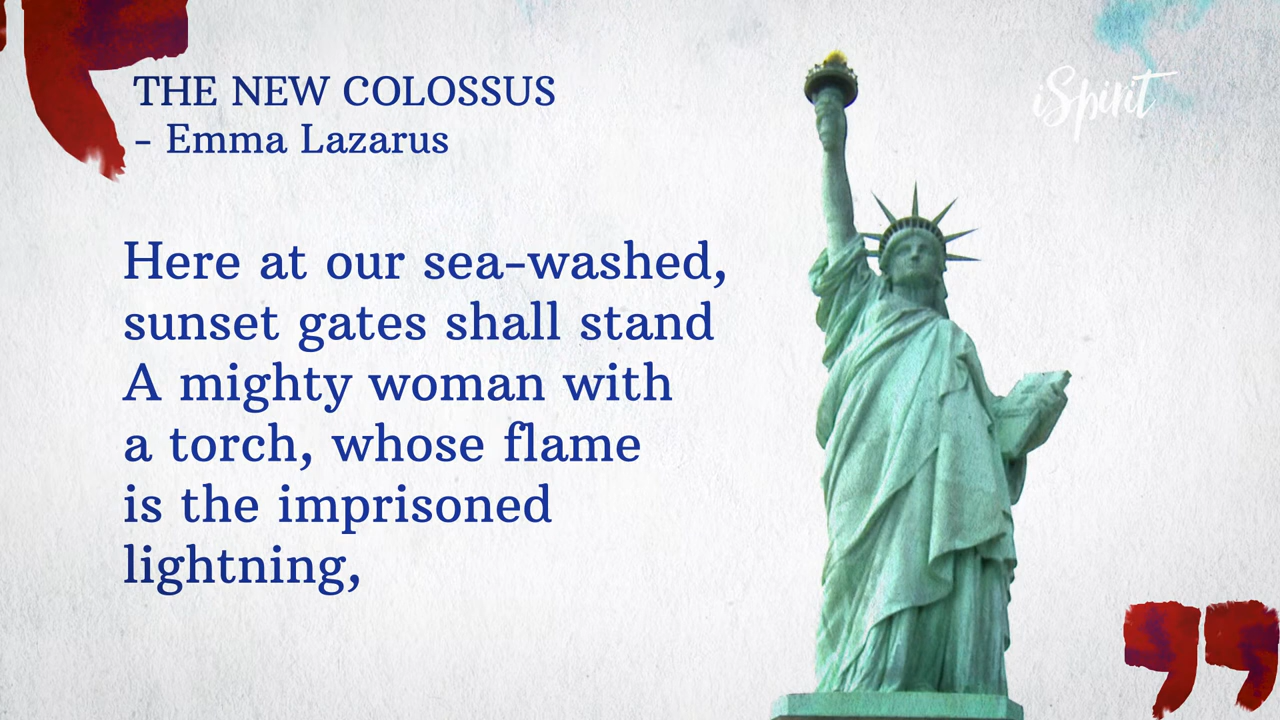 THE NEW COLOSSUS
- Emma Lazarus
iSpirit
Here at our sea-washed,
sunset gates shall stand
A mighty woman with
a torch, whose flame
is the imprisoned
lightning,